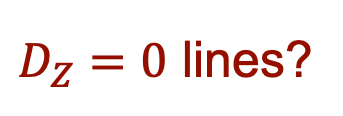 D_Z = 0 lines?